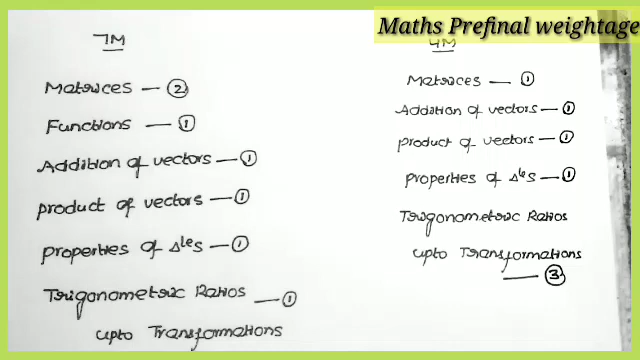 Maths Prefinal weightage
7M
Matrices — 2
Functions — 1
Addition of vectors — 1
product of vectors — 1
properties of Δles — 1
Trigonometric Ratios — 1
upto Transformations
4M
Matrices — 1
Addition of vectors — 1
product of vectors — 1
properties of Δles — 1
Trigonometric Ratios
upto Transformations
— 3